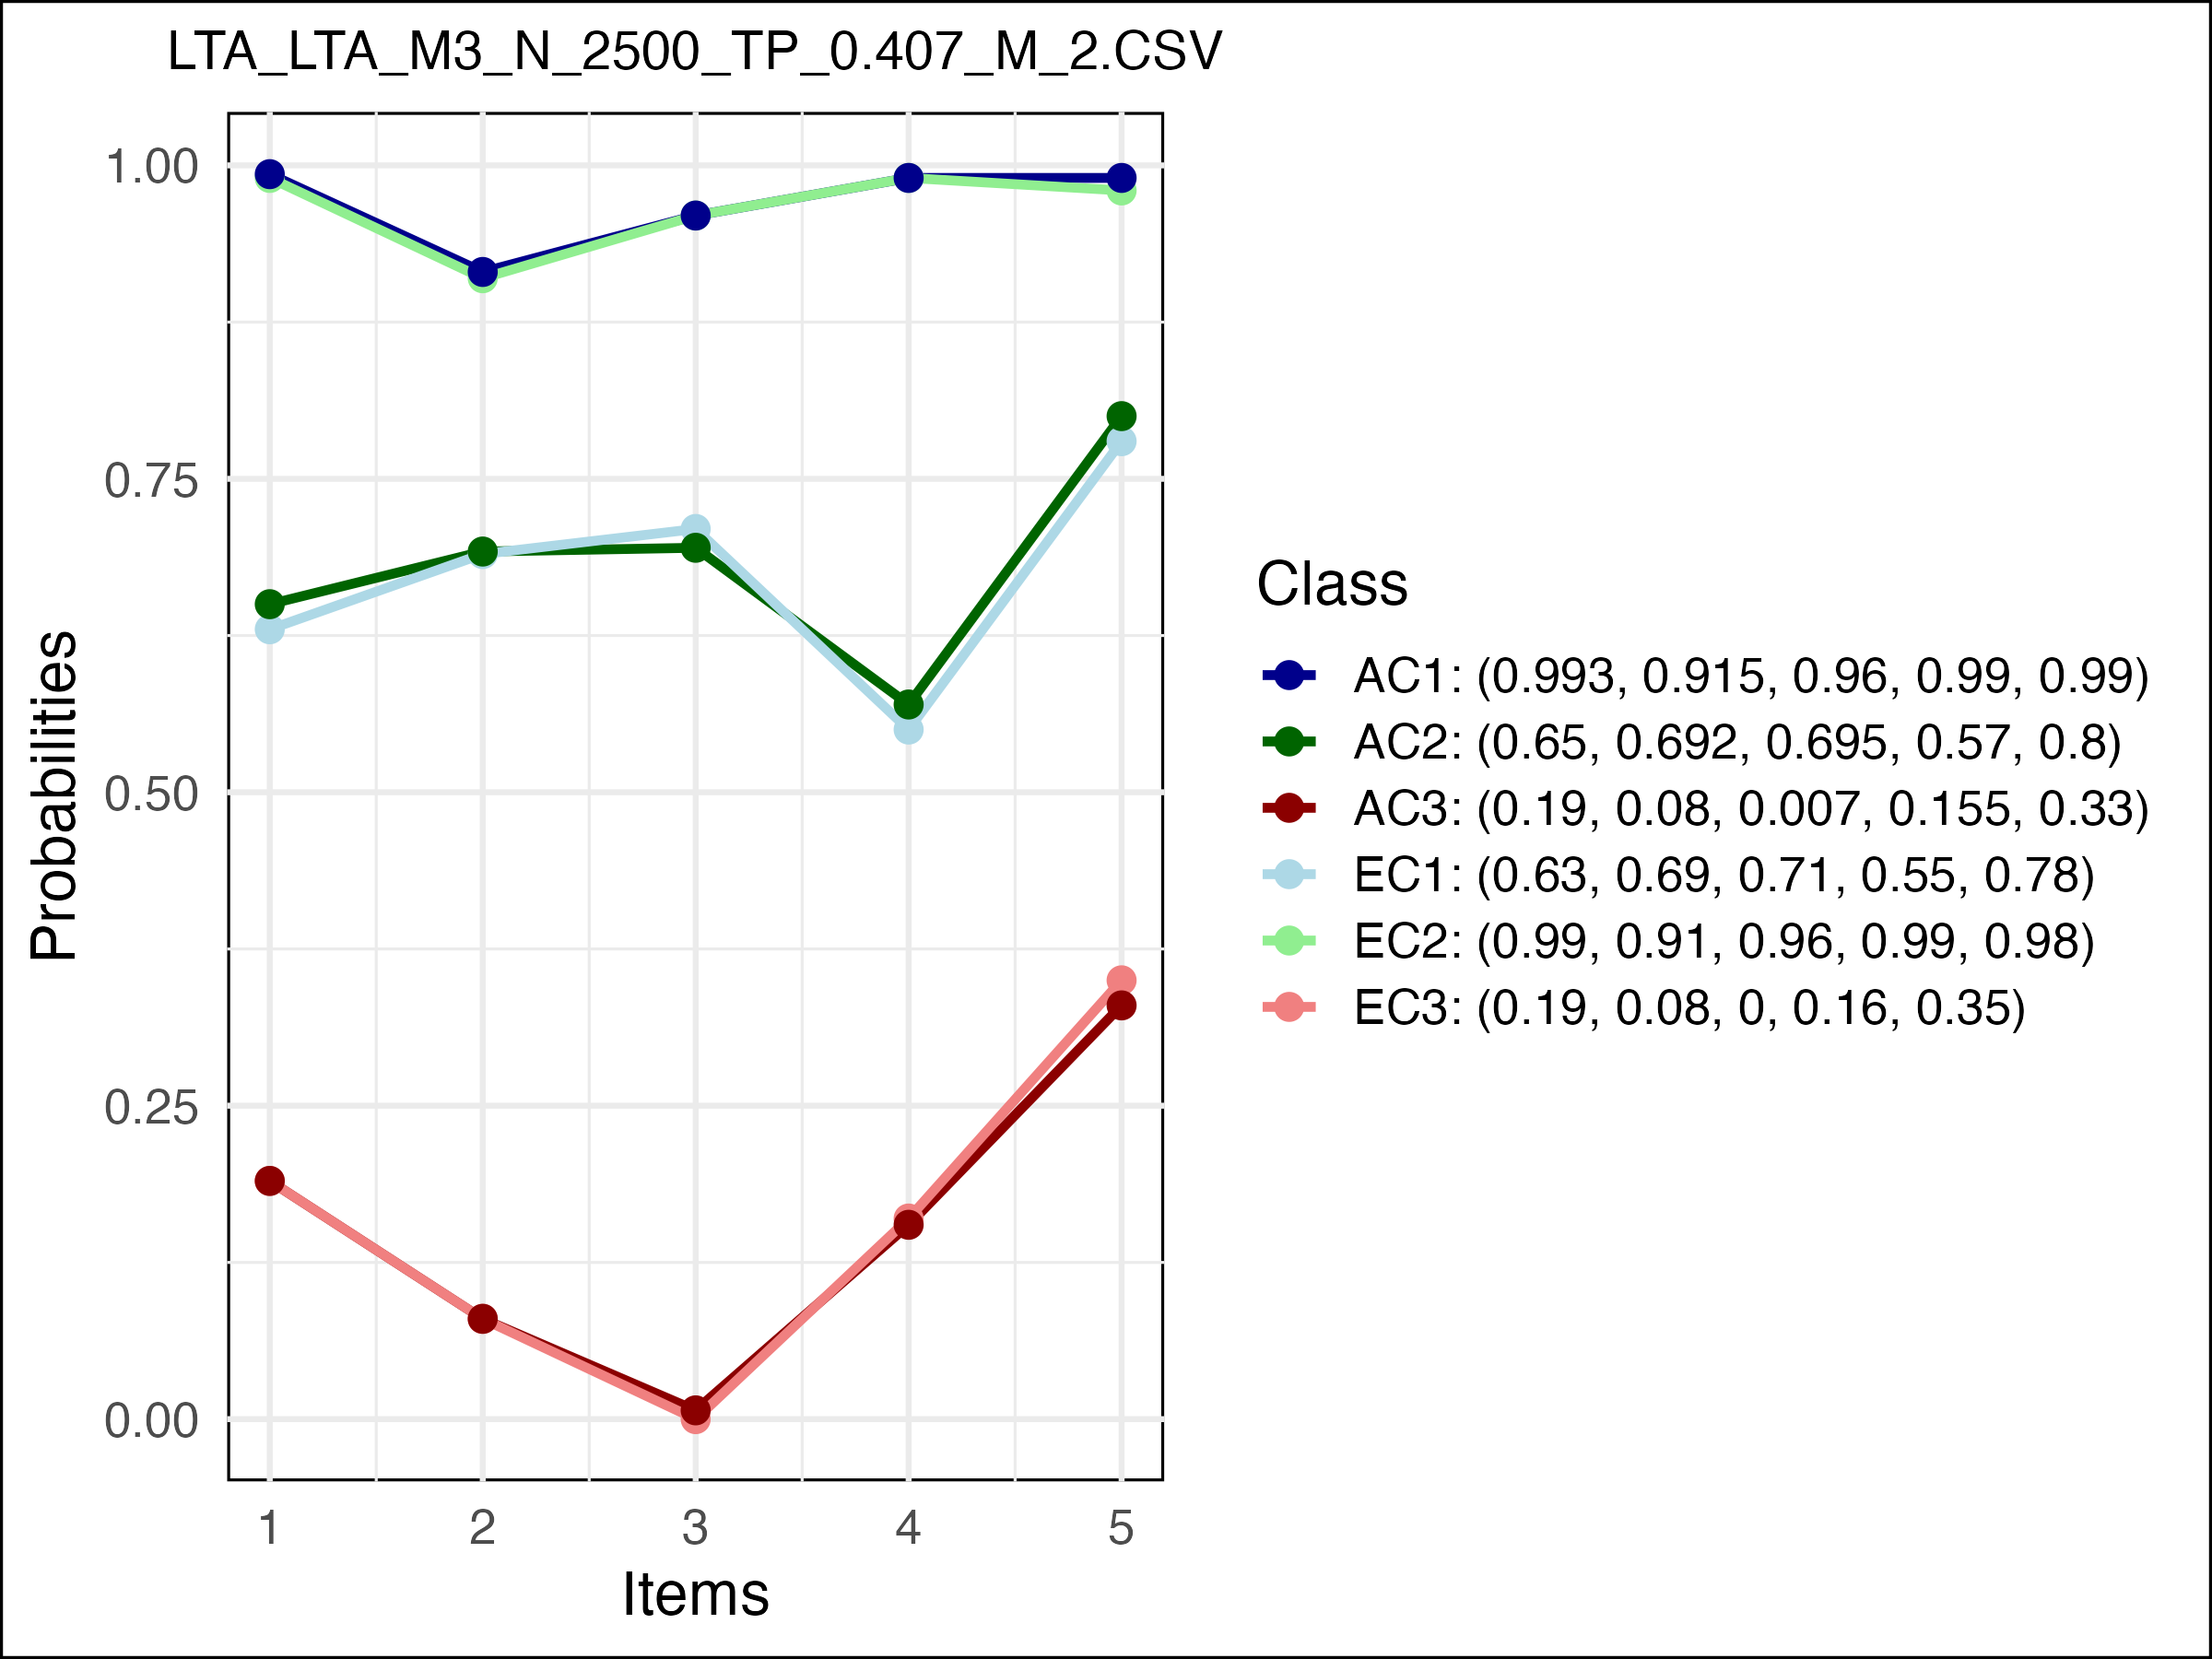 LTA_LTA_M3_N_2500_TP_0.407_M_2.CSV
1.00
0.75
0.50
0.25
0.00
Probabilities
1 2 3 4 5
Items
Class
AC1: (0.993, 0.915, 0.96, 0.99, 0.99)
AC2: (0.65, 0.692, 0.695, 0.57, 0.8)
AC3: (0.19, 0.08, 0.007, 0.155, 0.33)
EC1: (0.63, 0.69, 0.71, 0.55, 0.78)
EC2: (0.99, 0.91, 0.96, 0.99, 0.98)
EC3: (0.19, 0.08, 0, 0.16, 0.35)